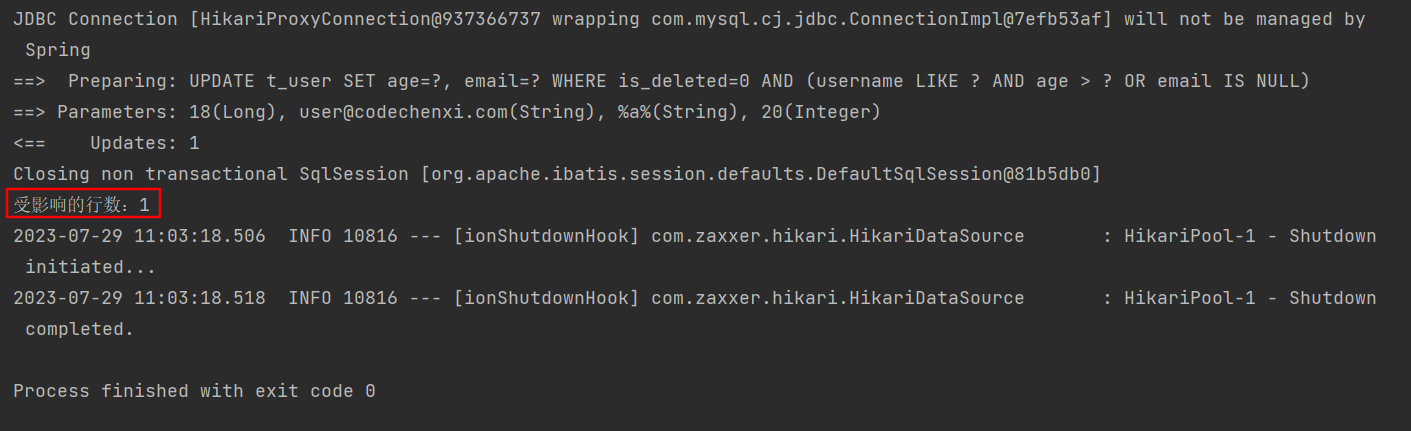 JDBC Connection [HikariProxyConnection@937366737 wrapping com.mysql.cj.jdbc.ConnectionImpl@7efb53af] will not be managed by
Spring
==>  Preparing: UPDATE t_user SET age=?, email=? WHERE is_deleted=0 AND (username LIKE ? AND age > ? OR email IS NULL)
==> Parameters: 18(Long), user@codechenxi.com(String), %a%(String), 20(Integer)
<==    Updates: 1
Closing non transactional SqlSession [org.apache.ibatis.session.defaults.DefaultSqlSession@81b5db0]
受影响的行数：1
2023-07-29 11:03:18.506  INFO 10816 --- [ionShutdownHook] com.zaxxer.hikari.HikariDataSource       : HikariPool-1 - Shutdown
initiated...
2023-07-29 11:03:18.518  INFO 10816 --- [ionShutdownHook] com.zaxxer.hikari.HikariDataSource       : HikariPool-1 - Shutdown
completed.
Process finished with exit code 0